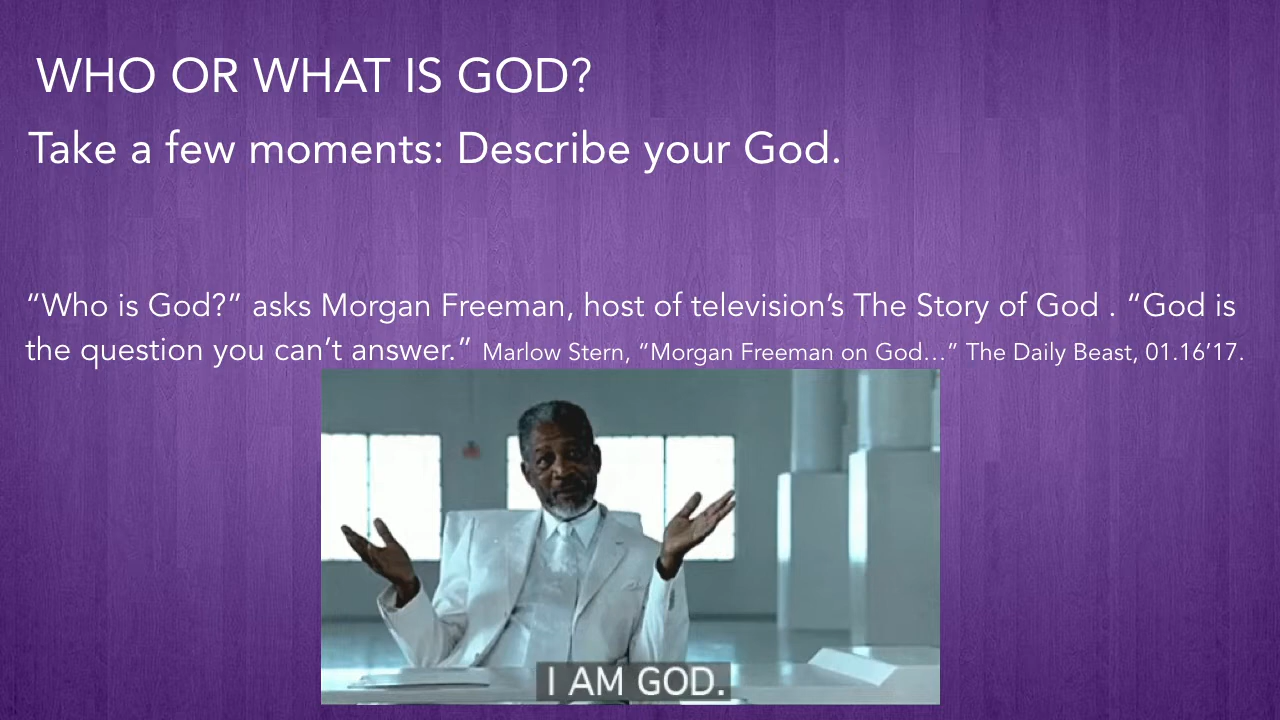 WHO OR WHAT IS GOD?
Take a few moments: Describe your God.
“Who is God?” asks Morgan Freeman, host of television’s The Story of God . “God is
the question you can’t answer.” Marlow Stern, “Morgan Freeman on God…” The Daily Beast, 01.16’17.
I AM GOD.